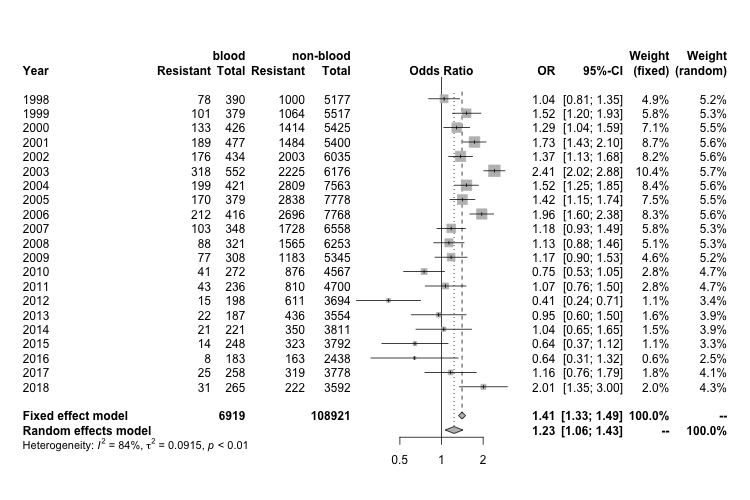 blood non-blood Weight Weight
Year Resistant Total Resistant Total Odds Ratio OR 95%-CI (fixed) (random)
1998 78 390 1000 5177 1.04 [0.81; 1.35] 4.9% 5.2%
1999 101 379 1064 5517 1.52 [1.20; 1.93] 5.8% 5.3%
2000 133 426 1414 5425 1.29 [1.04; 1.59] 7.1% 5.5%
2001 189 477 1484 5400 1.73 [1.43; 2.10] 8.7% 5.6%
2002 176 434 2003 6035 1.37 [1.13; 1.68] 8.2% 5.6%
2003 318 552 2225 6176 2.41 [2.02; 2.88] 10.4% 5.7%
2004 199 421 2809 7563 1.52 [1.25; 1.85] 8.4% 5.6%
2005 170 379 2838 7778 1.42 [1.15; 1.74] 7.5% 5.5%
2006 212 416 2696 7768 1.96 [1.60; 2.38] 8.3% 5.6%
2007 103 348 1728 6558 1.18 [0.93; 1.49] 5.8% 5.3%
2008 88 321 1565 6253 1.13 [0.88; 1.46] 5.1% 5.3%
2009 77 308 1183 5345 1.17 [0.90; 1.53] 4.6% 5.2%
2010 41 272 876 4567 0.75 [0.53; 1.05] 2.8% 4.7%
2011 43 236 810 4700 1.07 [0.76; 1.50] 2.8% 4.7%
2012 15 198 611 3694 0.41 [0.24; 0.71] 1.1% 3.4%
2013 22 187 436 3554 0.95 [0.60; 1.50] 1.6% 3.9%
2014 21 221 350 3811 1.04 [0.65; 1.65] 1.5% 3.9%
2015 14 248 323 3792 0.64 [0.37; 1.12] 1.1% 3.4%
2016 8 183 163 2438 0.64 [0.31; 1.32] 0.6% 2.5%
2017 25 258 319 3778 1.16 [0.76; 1.79] 1.8% 4.1%
2018 31 265 222 3592 2.01 [1.35; 3.00] 2.0% 4.3%
Fixed effect model 6919 108921 1.41 [1.33; 1.49] 100.0% --
Random effects model 1.23 [1.06; 1.43] -- 100.0%
Heterogeneity: I² = 84%, τ² = 0.0915, p < 0.01
0.5 1 2